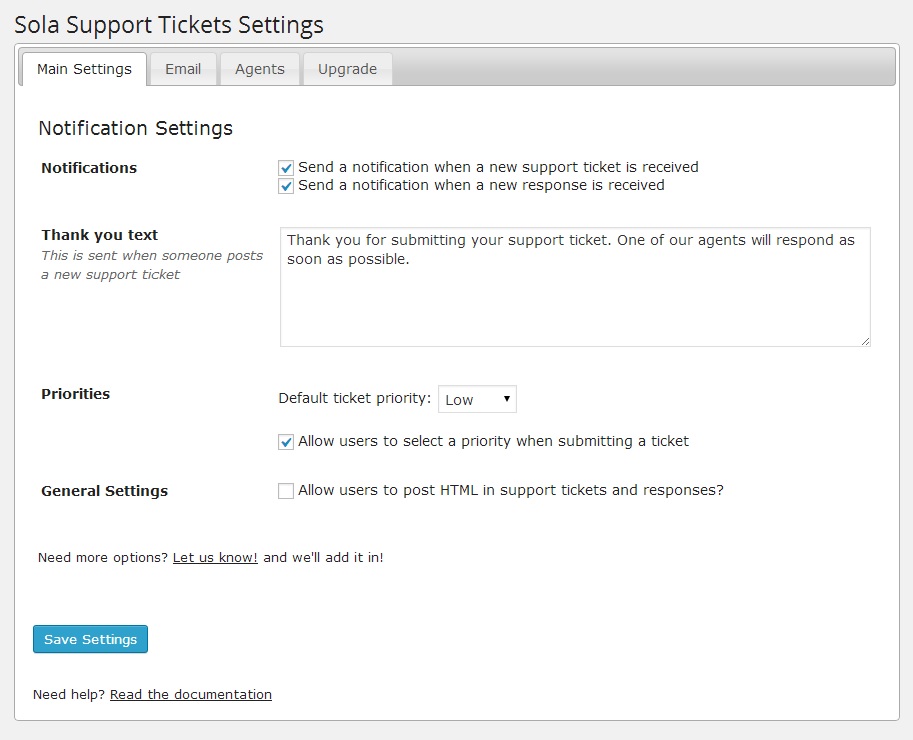 Sola Support Tickets Settings
Main Settings Email Agents Upgrade
Notification Settings
Notifications
Send a notification when a new support ticket is received
Send a notification when a new response is received
Thank you text
This is sent when someone posts
a new support ticket
Thank you for submitting your support ticket. One of our agents will respond as
soon as possible.
Priorities
Default ticket priority: Low
Allow users to select a priority when submitting a ticket
General Settings
Allow users to post HTML in support tickets and responses?
Need more options? Let us know! and we'll add it in!
Save Settings
Need help? Read the documentation